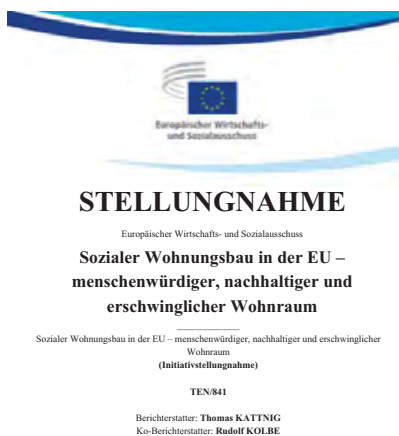 Europäischer Wirtschafts-
und Sozialausschuss
STELLUNGNAHME
Europäischer Wirtschafts- und Sozialausschuss
Sozialer Wohnungsbau in der EU –
menschenwürdiger, nachhaltiger und
erschwinglicher Wohnraum
Sozialer Wohnungsbau in der EU – menschenwürdiger, nachhaltiger und erschwinglicher
Wohnraum
(Initiativstellungnahme)
TEN/841
Berichterstatter: Thomas KATTNIG
Ko-Berichterstatter: Rudolf KOLBE